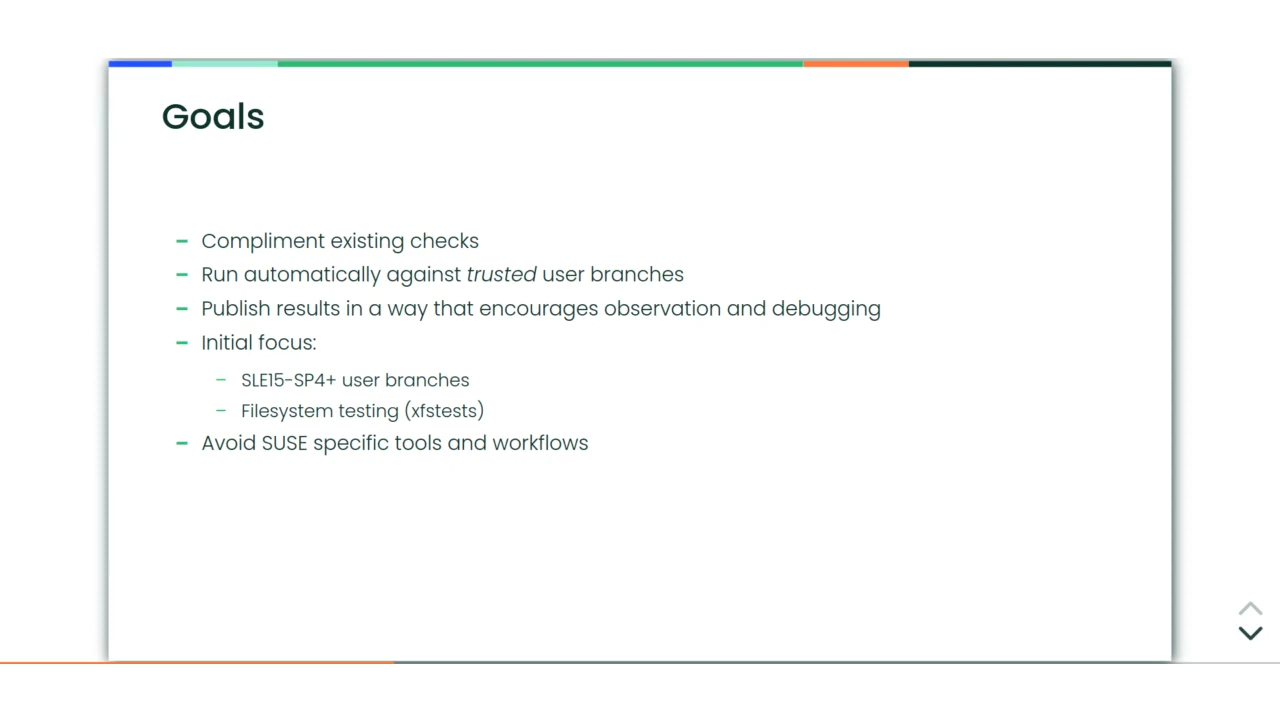 Goals
– Compliment existing checks
– Run automatically against trusted user branches
– Publish results in a way that encourages observation and debugging
– Initial focus:
– SLE15-SP4+ user branches
– Filesystem testing (xfstests)
– Avoid SUSE specific tools and workflows